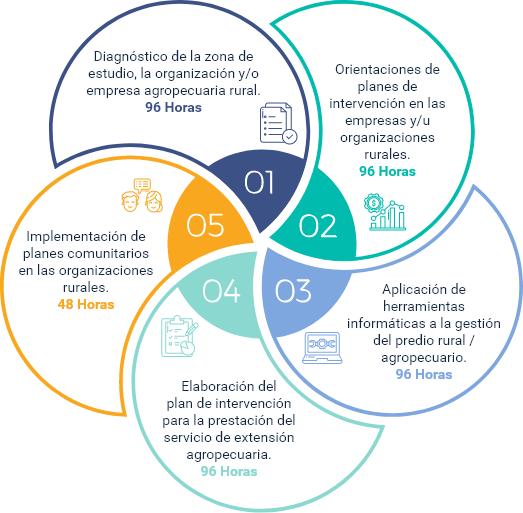 Diagnóstico de la zona de
estudio, la organización y/o
empresa agropecuaria rural.
96 Horas
01
Orientaciones de
planes de
intervención en las
empresas y/u
organizaciones
rurales.
96 Horas
02
Aplicación de
herramientas
informáticas a la gestión
del predio rural /
agropecuario.
96 Horas
03
Elaboración del
plan de intervención
para la prestación del
servicio de extensión
agropecuaria.
96 Horas
04
Implementación de
planes comunitarios
en las organizaciones
rurales.
48 Horas
05